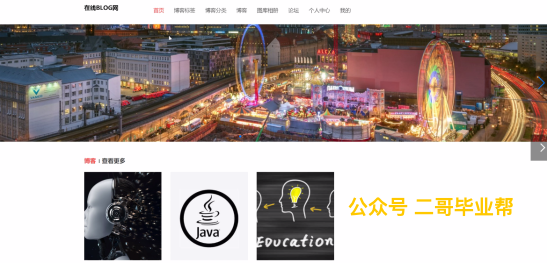 在线BLOG网
首页 博客标签 博客分类 博客 图库相册 论坛 个人中心 我的
博客 | 查看更多
Java
Education
公众号 二哥毕业帮